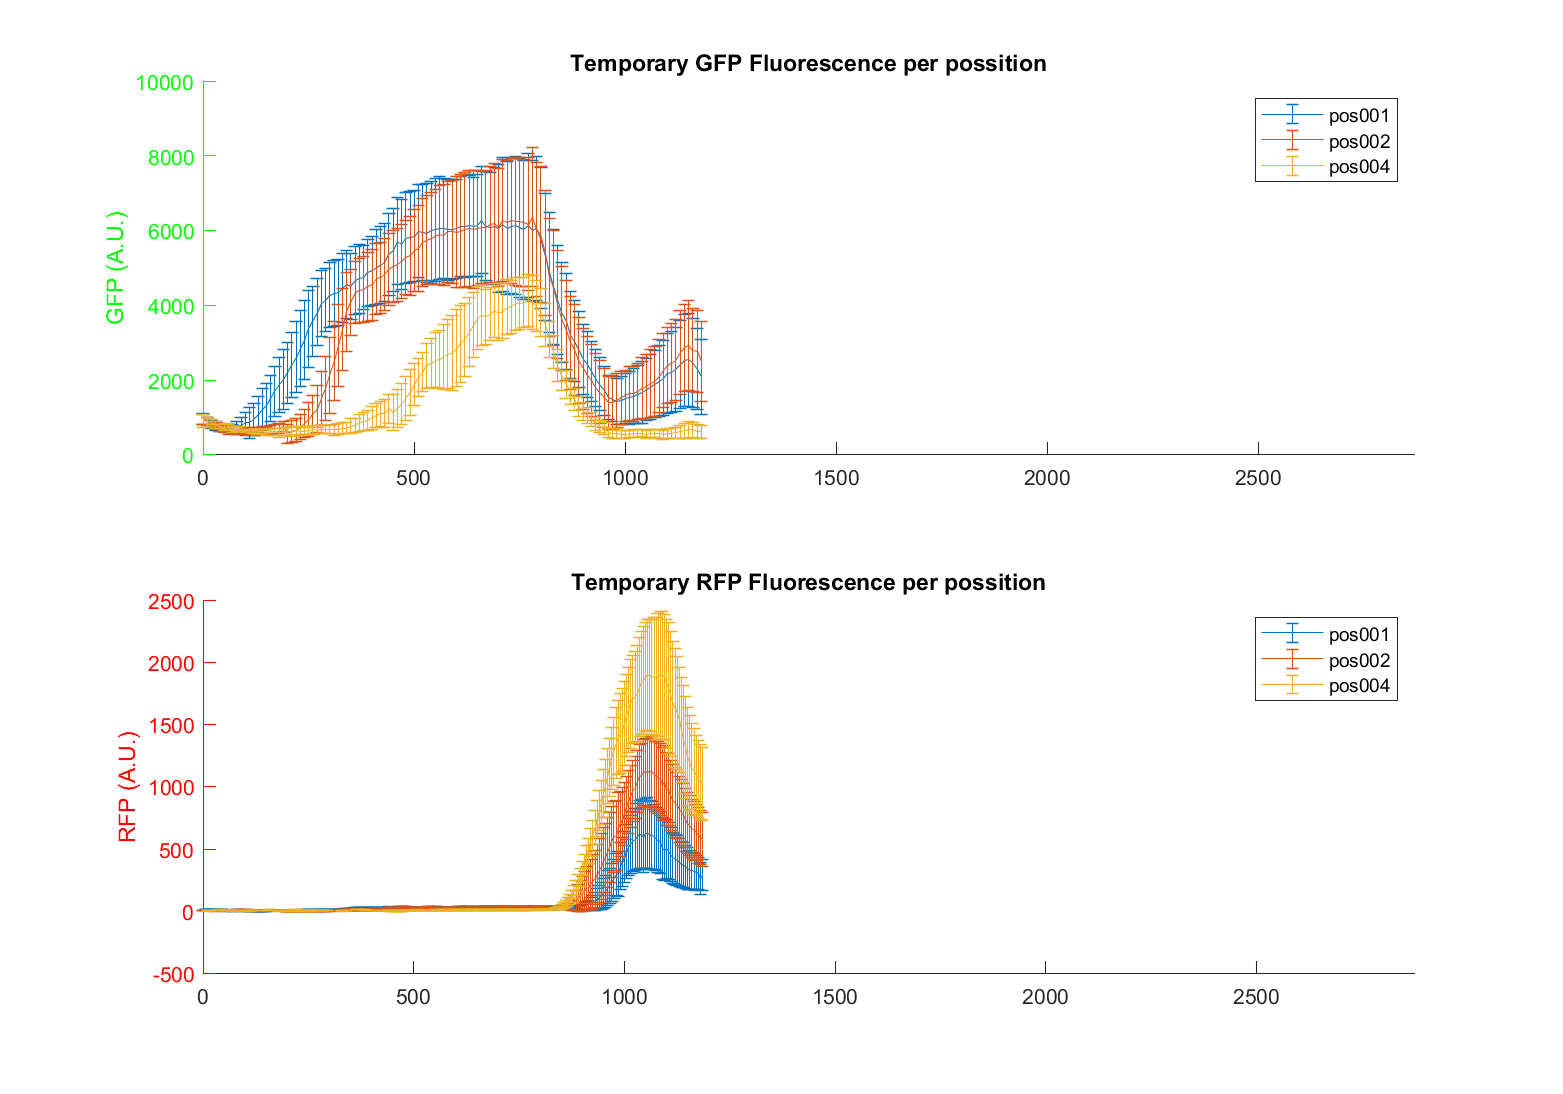 Temporary GFP Fluorescence per possition
GFP (A.U.)
10000
8000
6000
4000
2000
0
0 500 1000 1500 2000 2500
pos001
pos002
pos004
Temporary RFP Fluorescence per possition
RFP (A.U.)
2500
2000
1500
1000
500
0
-500
0 500 1000 1500 2000 2500
pos001
pos002
pos004